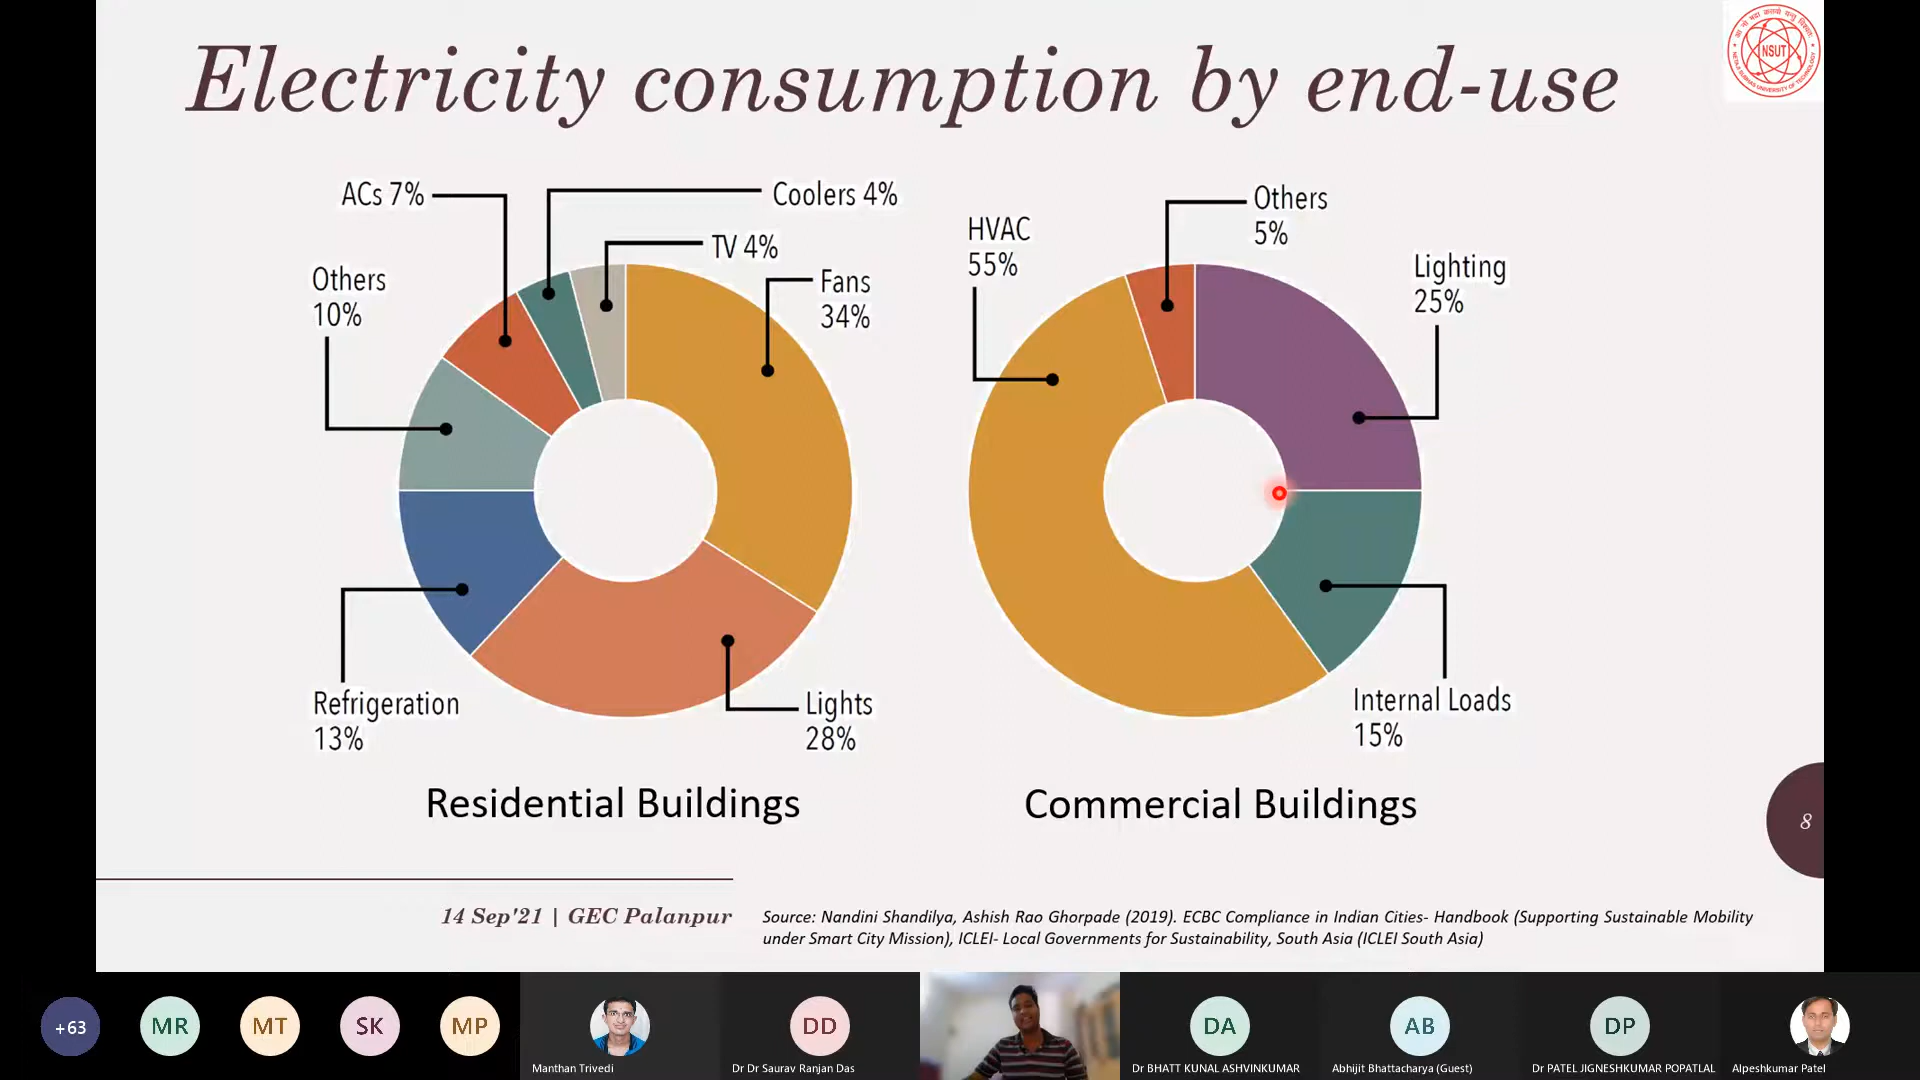 Electricity consumption by end-use
NSUT
ACs 7%
Coolers 4%
TV 4%
Others
10%
Fans
34%
Refrigeration
13%
Lights
28%
Residential Buildings
HVAC
55%
Others
5%
Lighting
25%
Internal Loads
15%
Commercial Buildings
8
14 Sep'21 | GEC Palanpur
Source: Nandini Shandilya, Ashish Rao Ghorpade (2019). ECBC Compliance in Indian Cities- Handbook (Supporting Sustainable Mobility
under Smart City Mission), ICLEI- Local Governments for Sustainability, South Asia (ICLEI South Asia)
+63
MR
MT
SK
MP
Manthan Trivedi
DD
Dr Dr Saurav Ranjan Das
DA
Dr BHATT KUNAL ASHVINKUMAR
AB
Abhijit Bhattacharya (Guest)
DP
Dr PATEL JIGNESHKUMAR POPATLAL
Alpeshkumar Patel